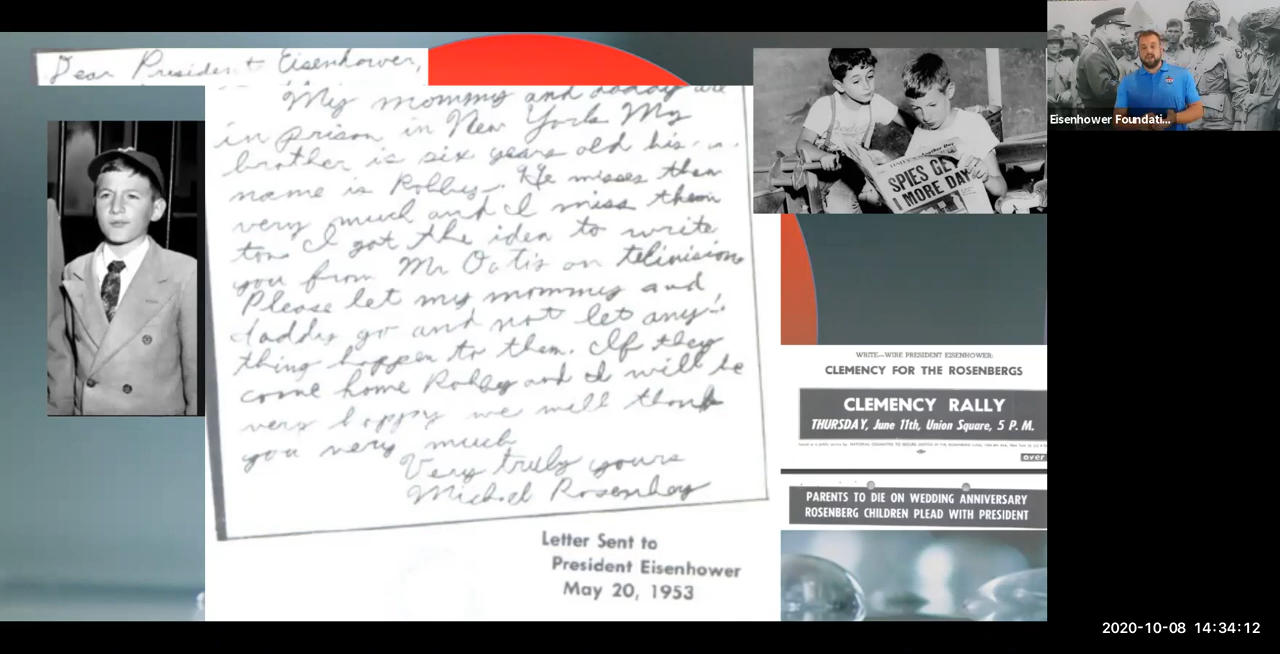 Dear President Eisenhower,
My mommy and daddy are
in prison in New York My
brother is six years old his
name is Robby. He misses them
very much and I miss them
too I got the idea to write
you from Mr Oatis on television
Please let my mommy and
daddy go and not let any-
thing happen to them. If they
come home Robby and I will be
very happy we will thank
you very much
Very truly yours
Michael Rosenberg
Letter Sent to
President Eisenhower
May 20, 1953
SPIES GET
1 MORE DAY
WRITE—WIRE PRESIDENT EISENHOWER:
CLEMENCY FOR THE ROSENBERGS
CLEMENCY RALLY
THURSDAY, June 11th, Union Square, 5 P. M.
over
PARENTS TO DIE ON WEDDING ANNIVERSARY
ROSENBERG CHILDREN PLEAD WITH PRESIDENT
Eisenhower Foundati...
2020-10-08 14:34:12